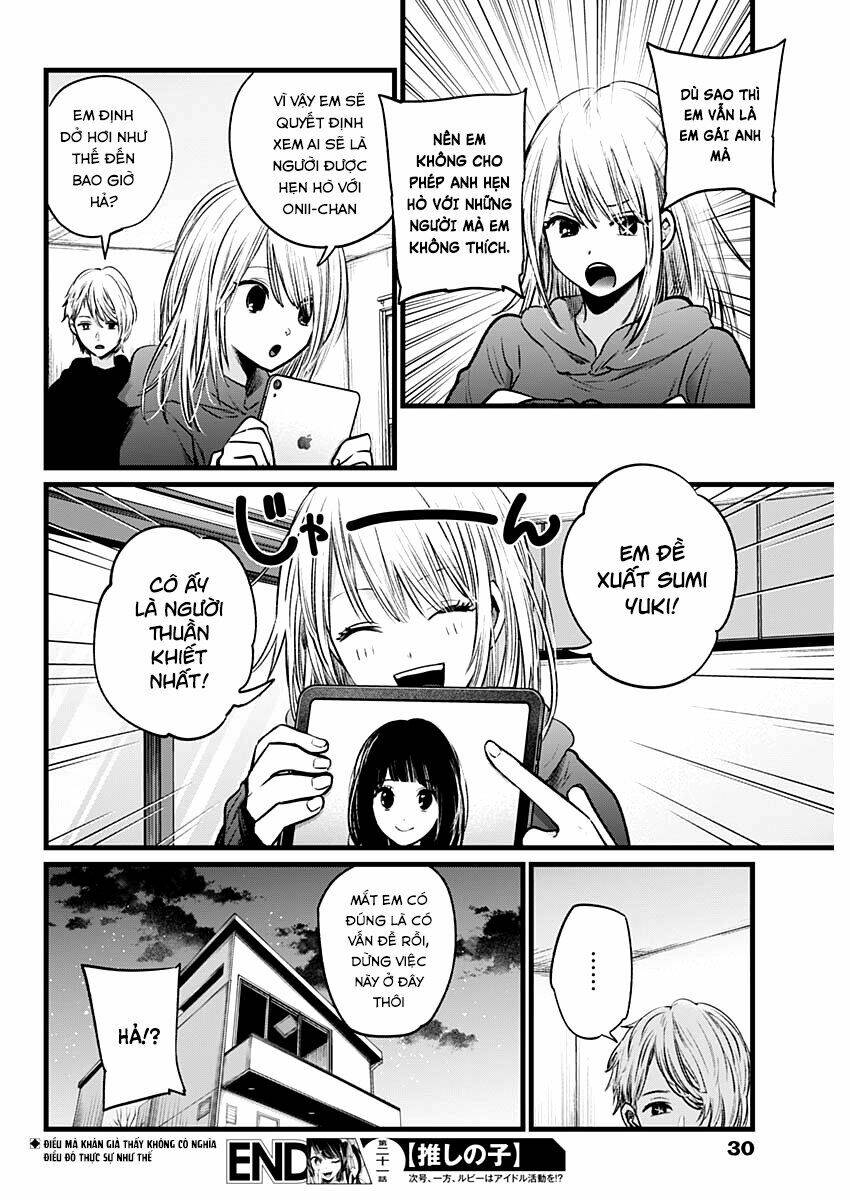 DÙ SAO THÌ
EM VẪN LÀ
EM GÁI ANH
MÀ
NÊN EM
KHÔNG CHO
PHÉP ANH HẸN
HÒ VỚI NHỮNG
NGƯỜI MÀ EM
KHÔNG THÍCH.
VÌ VẬY EM SẼ
QUYẾT ĐỊNH
XEM AI SẼ LÀ
NGƯỜI ĐƯỢC
HẸN HÒ VỚI
ONII-CHAN
EM ĐỊNH
DỞ HƠI NHƯ
THẾ ĐẾN
BAO GIỜ
HẢ?
じゃーーん
EM ĐỀ
XUẤT SUMI
YUKI!
CÔ ẤY
LÀ NGƯỜI
THUẦN
KHIẾT
NHẤT!
......
MẮT EM CÓ
ĐÚNG LÀ CÓ
VẤN ĐỀ RỒI,
DỪNG VIỆC
NÀY Ở ĐÂY
THÔI
HẢ!?
ĐIỀU MÀ KHÁN GIẢ THẤY KHÔNG CÓ NGHĨA
ĐIỀU ĐÓ THỰC SỰ NHƯ THẾ
END
第二十一話
【推しの子】
次号、一方、ルビーはアイドル活動を!?
30